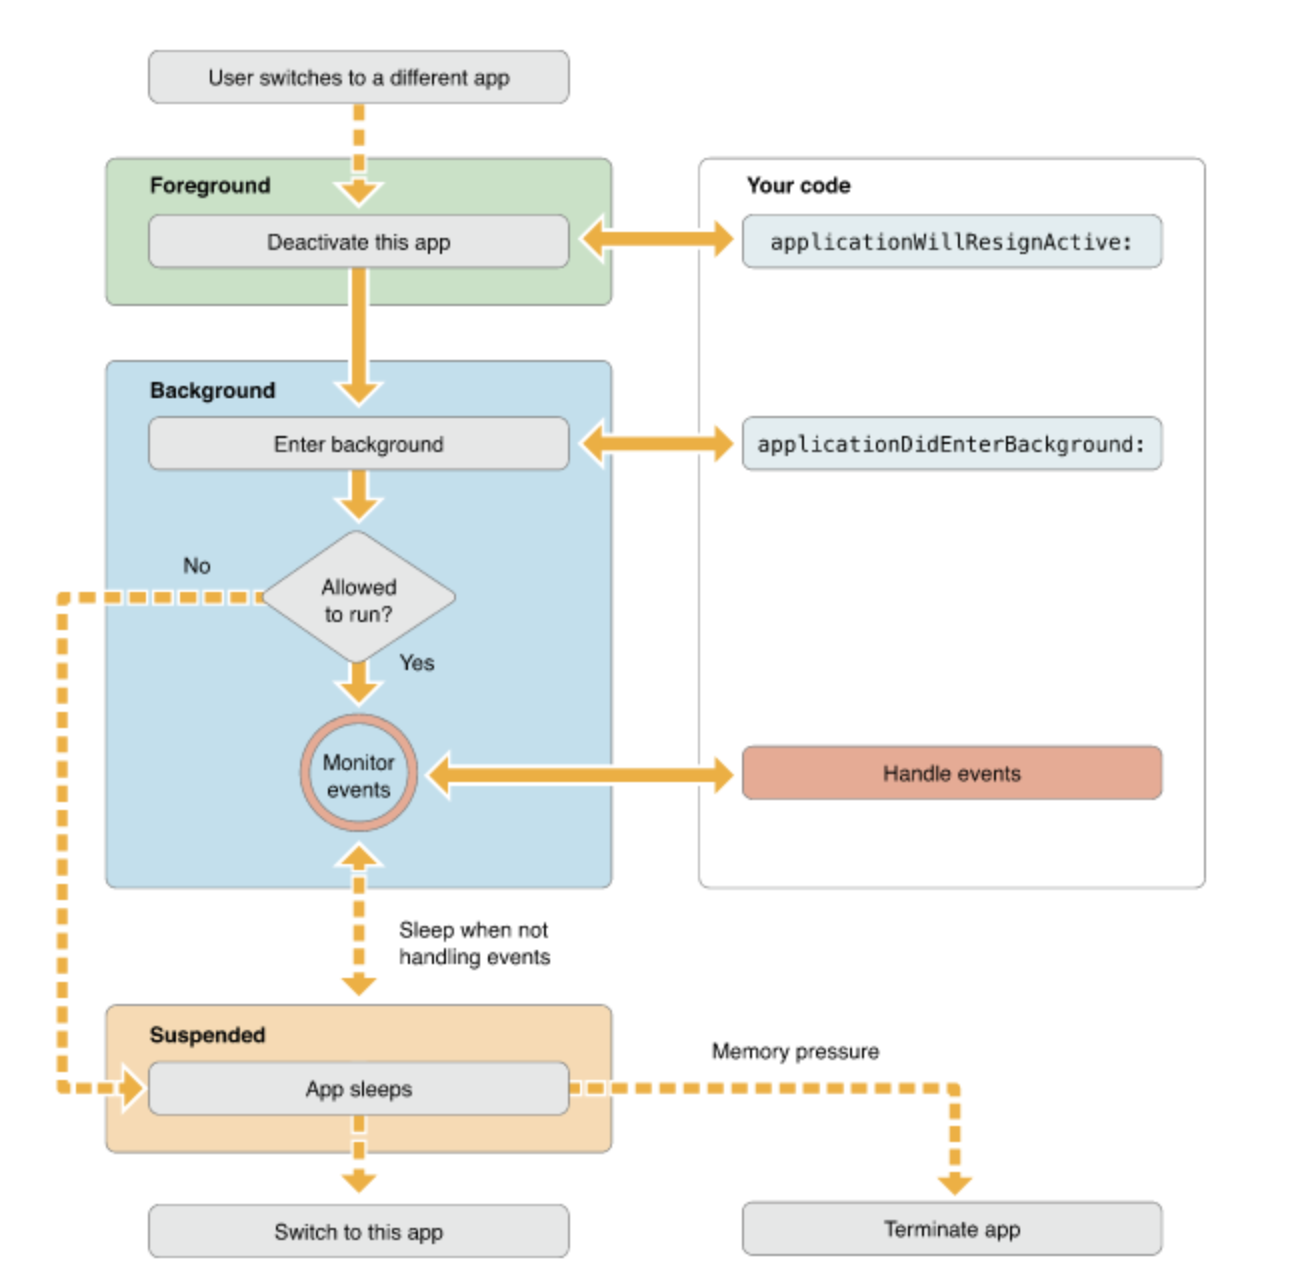 User switches to a different app
Foreground
Your code
Deactivate this app
applicationWillResignActive:
Background
Enter background
applicationDidEnterBackground:
No
Allowed
to run?
Yes
Monitor
events
Handle events
Sleep when not
handling events
Suspended
Memory pressure
App sleeps
Switch to this app
Terminate app